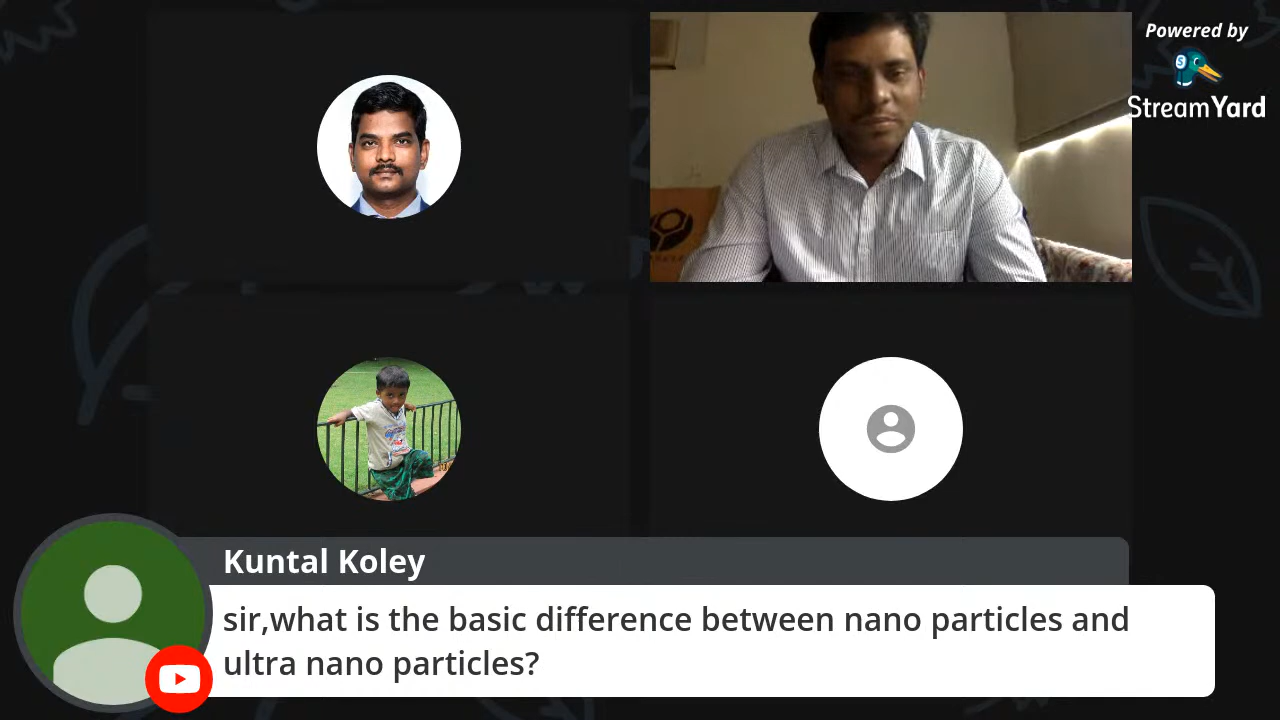 Powered by
StreamYard
Kuntal Koley
sir,what is the basic difference between nano particles and
ultra nano particles?